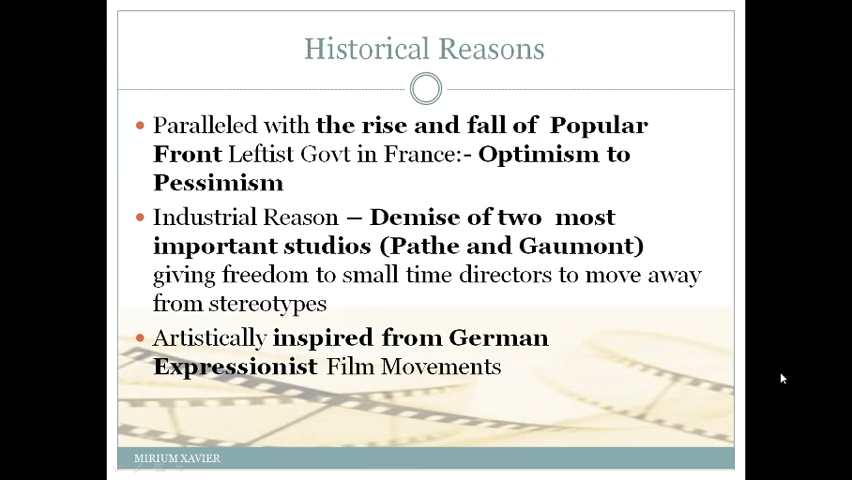 Historical Reasons
Paralleled with the rise and fall of Popular
Front Leftist Govt in France:- Optimism to
Pessimism
Industrial Reason – Demise of two most
important studios (Pathe and Gaumont)
giving freedom to small time directors to move away
from stereotypes
Artistically inspired from German
Expressionist Film Movements
MIRIUM XAVIER